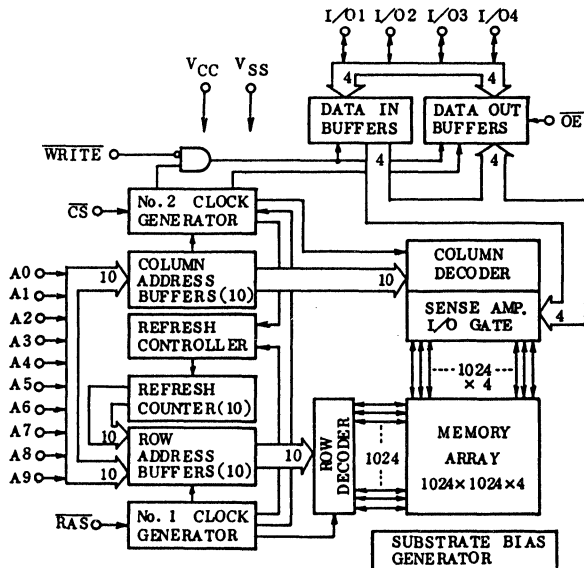 I/O1 I/O2 I/O3 I/O4
VCC VSS
4 4
DATA IN
BUFFERS
DATA OUT
BUFFERS
OE
WRITE
4 4
CS
No.2 CLOCK
GENERATOR
A0
A1
A2
A3
A4
A5
A6
A7
A8
A9
10
COLUMN
ADDRESS
BUFFERS(10)
10
COLUMN
DECODER
SENSE AMP.
I/O GATE
4
REFRESH
CONTROLLER
1024
× 4
REFRESH
COUNTER(10)
10
ROW
ADDRESS
BUFFERS(10)
10
10
ROW
DECODER
1024
MEMORY
ARRAY
1024×1024×4
RAS
No.1 CLOCK
GENERATOR
SUBSTRATE BIAS
GENERATOR